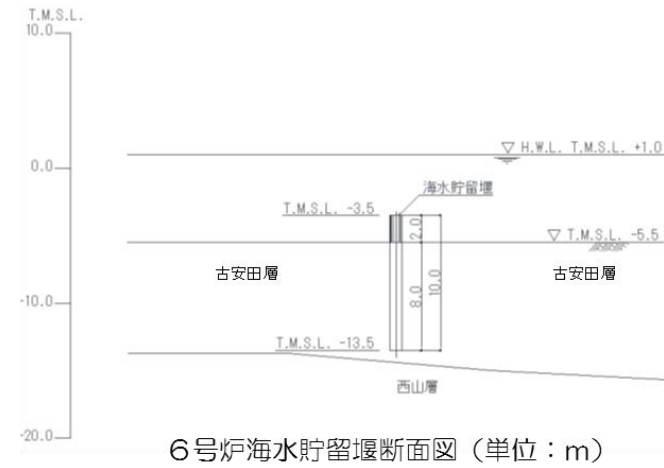 T.M.S.L.
10.0
▽ H.W.L. T.M.S.L. +1.0
0.0
海水貯留堰
T.M.S.L. -3.5
2.0
▽ T.M.S.L. -5.5
古安田層
古安田層
8.0
10.0
-10.0
T.M.S.L. -13.5
西山層
-20.0
6号炉海水貯留堰断面図（単位：m）